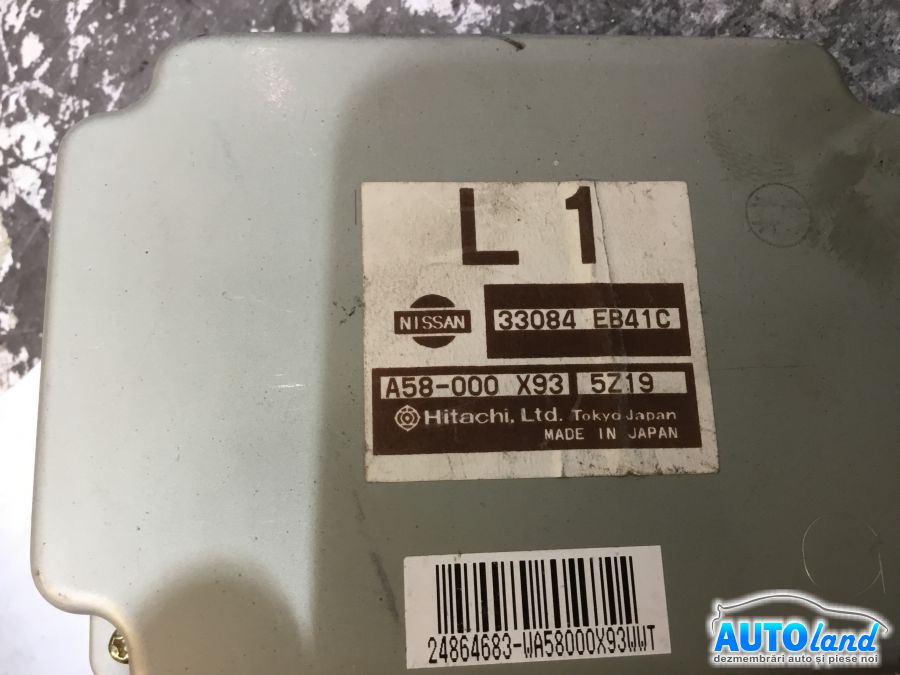 L 1
NISSAN
33084 EB41C
A58-000 X93 5Z19
Hitachi, Ltd. Tokyo Japan
MADE IN JAPAN
24864683-WA58000X93WWT
AUTOland
dezmembrări auto și piese noi